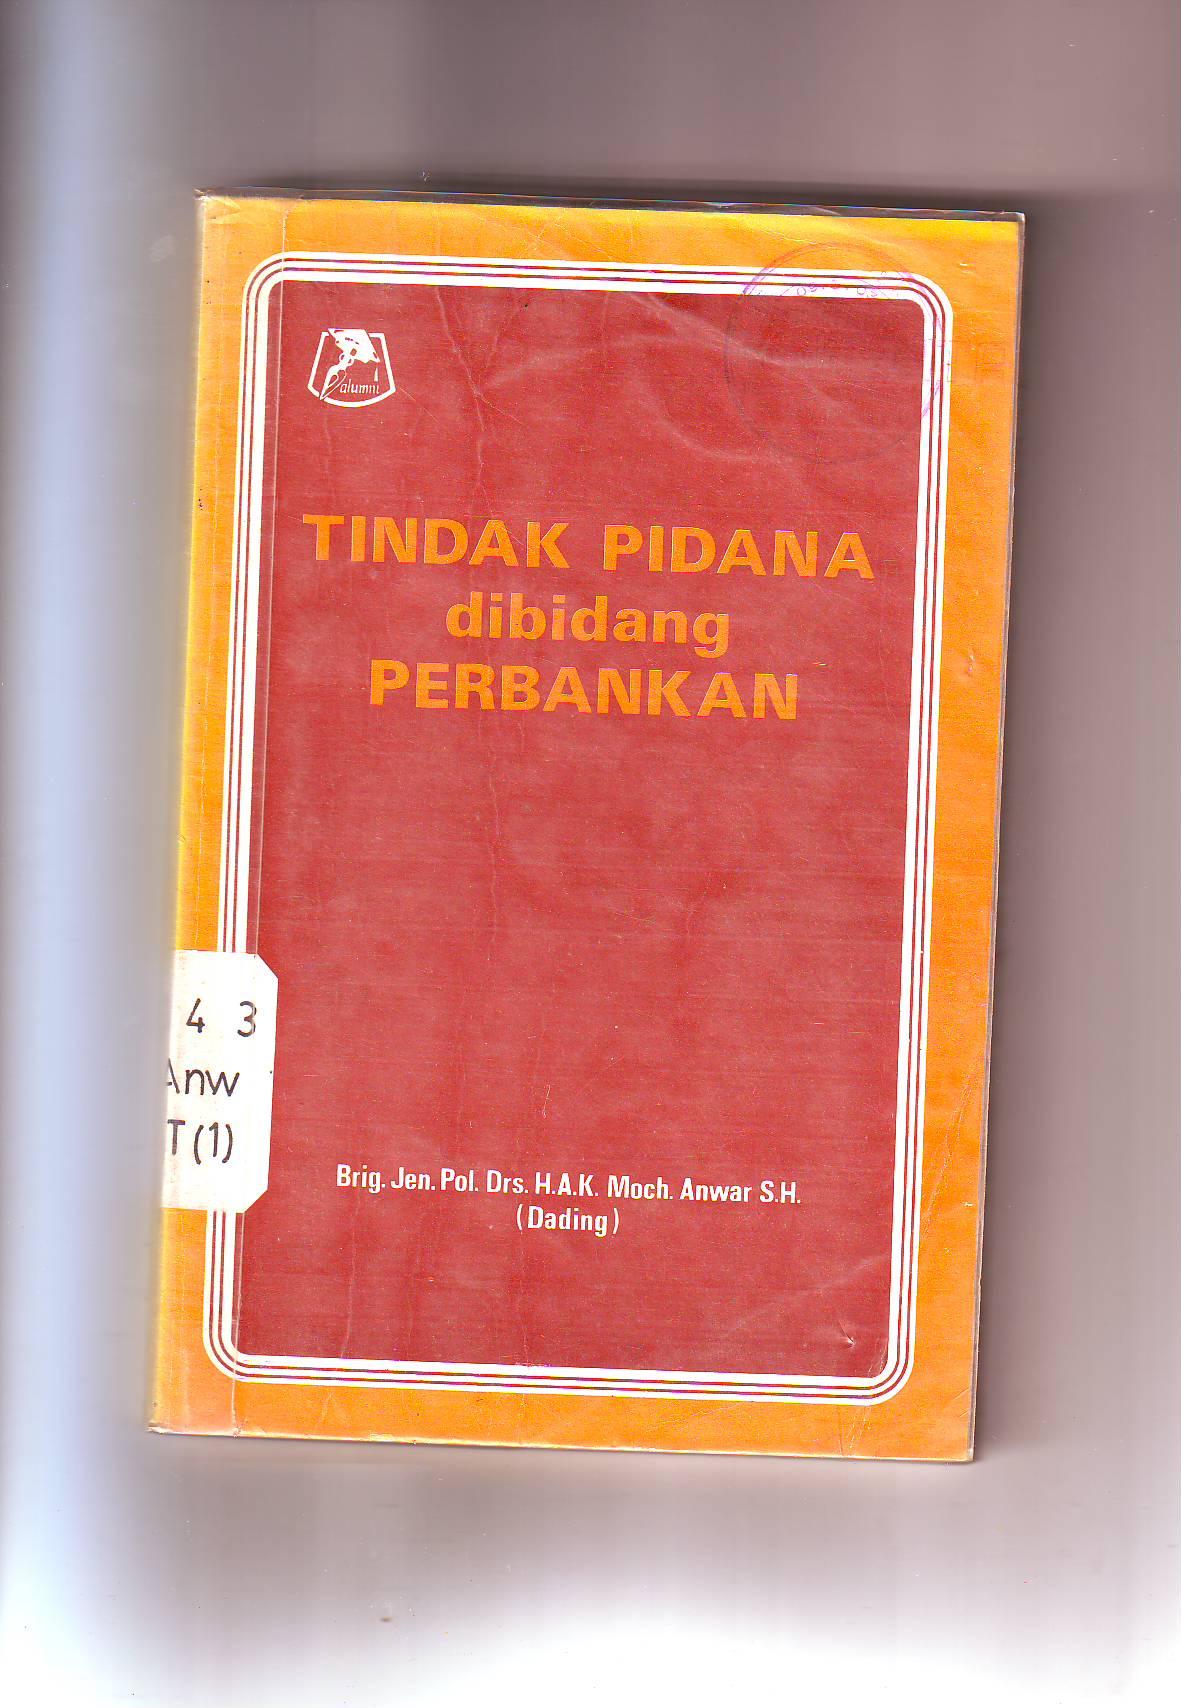 alumni
TINDAK PIDANA
dibidang
PERBANKAN
4 3
Anw
T(1)
Brig. Jen. Pol. Drs. H.A.K. Moch. Anwar S.H.
(Dading)